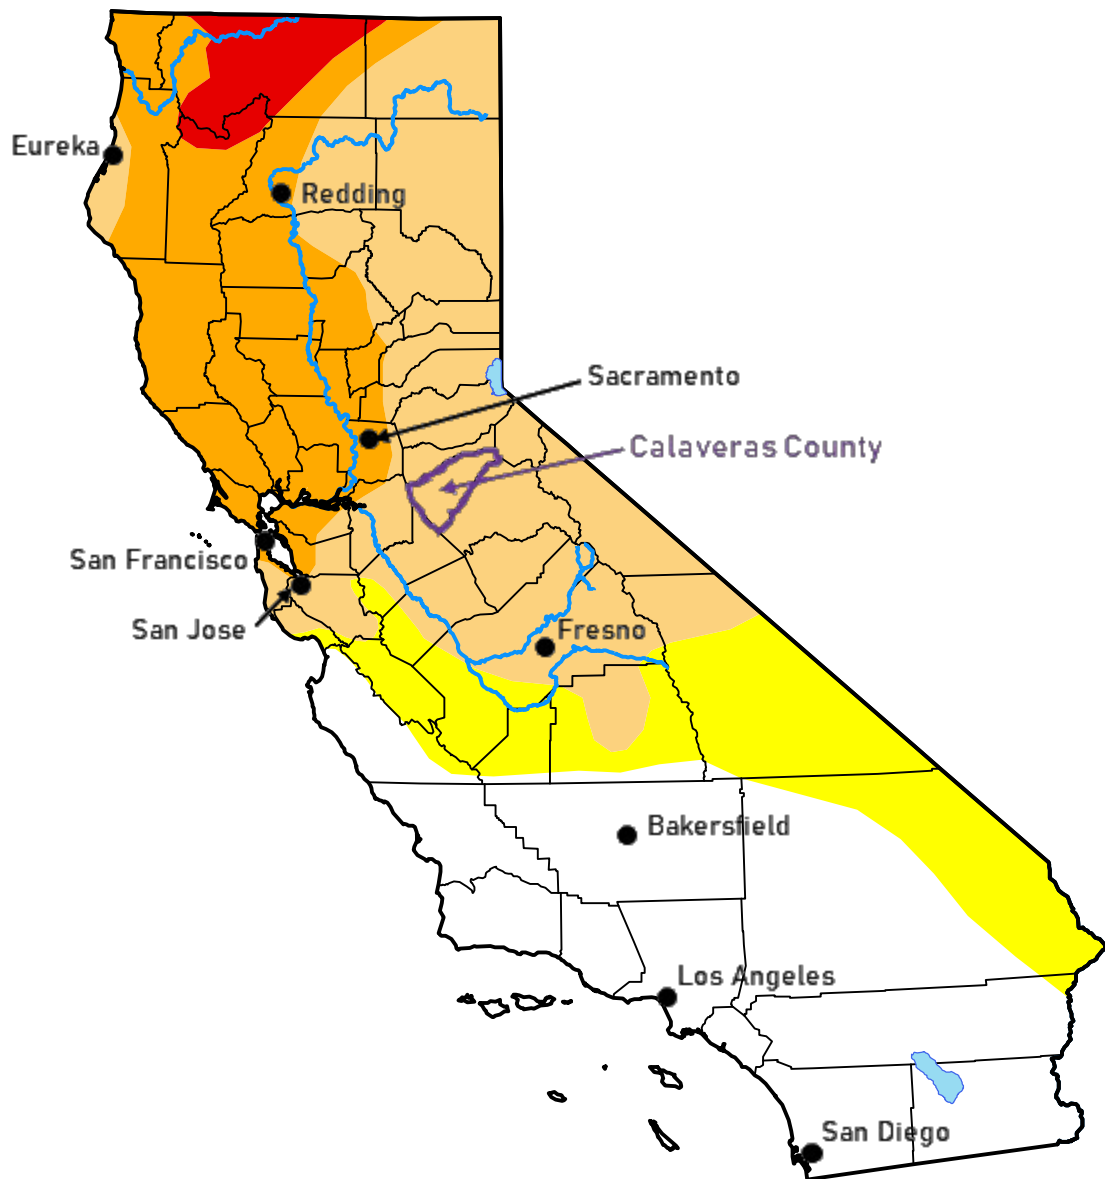 Eureka
Redding
Sacramento
Calaveras County
San Francisco
San Jose
Fresno
Bakersfield
Los Angeles
San Diego